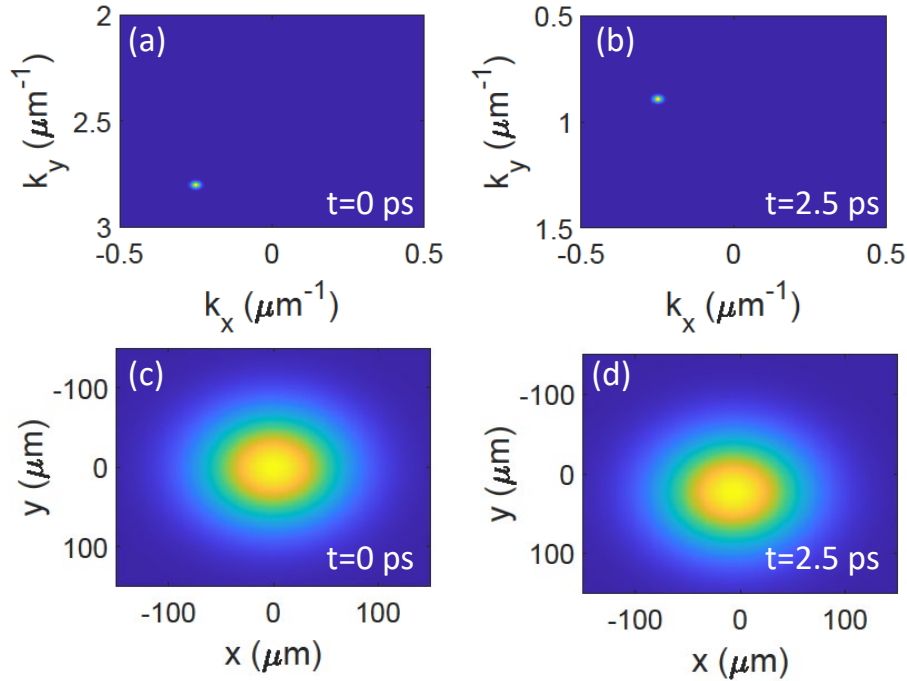 (a)
2
2.5
3
k_y (μm^-1)
-0.5
0
0.5
k_x (μm^-1)
t=0 ps
(b)
0.5
1
1.5
k_y (μm^-1)
-0.5
0
0.5
k_x (μm^-1)
t=2.5 ps
(c)
-100
0
100
y (μm)
-100
0
100
x (μm)
t=0 ps
(d)
-100
0
100
y (μm)
-100
0
100
x (μm)
t=2.5 ps